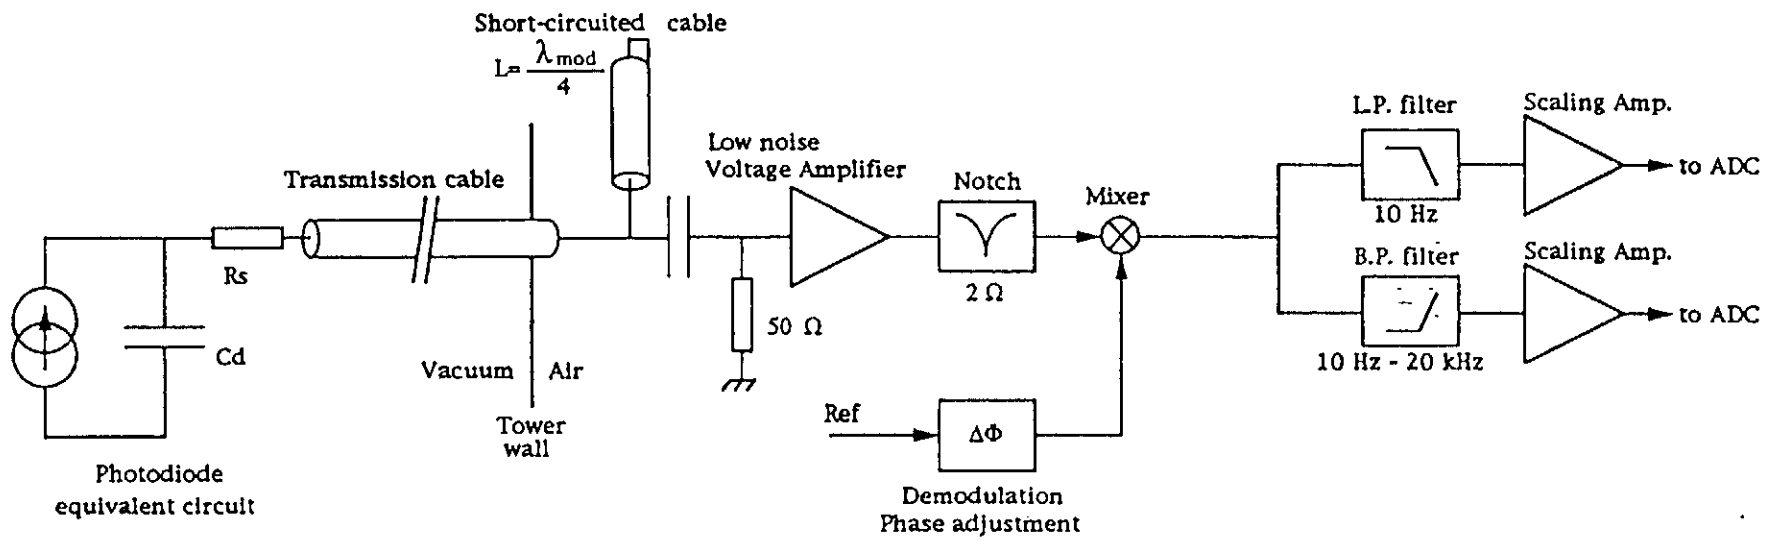 Short-circuited cable
L= λmod / 4
Transmission cable
Low noise
Voltage Amplifier
Notch
2 Ω
Mixer
L.P. filter
10 Hz
Scaling Amp.
to ADC
B.P. filter
10 Hz - 20 kHz
Scaling Amp.
to ADC
Rs
Cd
50 Ω
Vacuum
Air
Tower
wall
Ref
ΔΦ
Photodiode
equivalent circuit
Demodulation
Phase adjustment